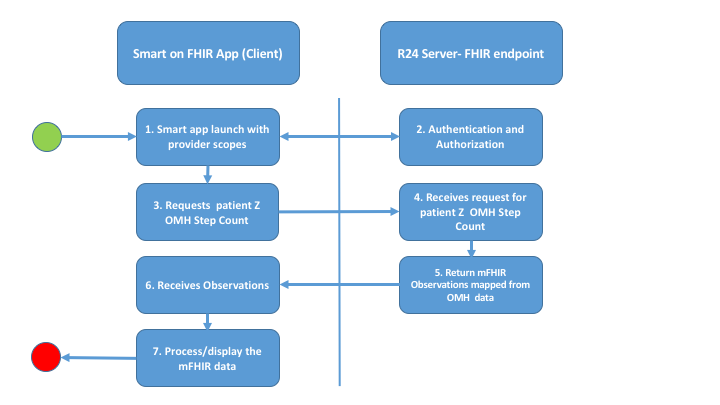 Smart on FHIR App (Client)
R24 Server- FHIR endpoint
1. Smart app launch with
provider scopes
2. Authentication and
Authorization
3. Requests patient Z
OMH Step Count
4. Receives request for
patient Z OMH Step
Count
6. Receives Observations
5. Return mFHIR
Observations mapped from
OMH data
7. Process/display the
mFHIR data